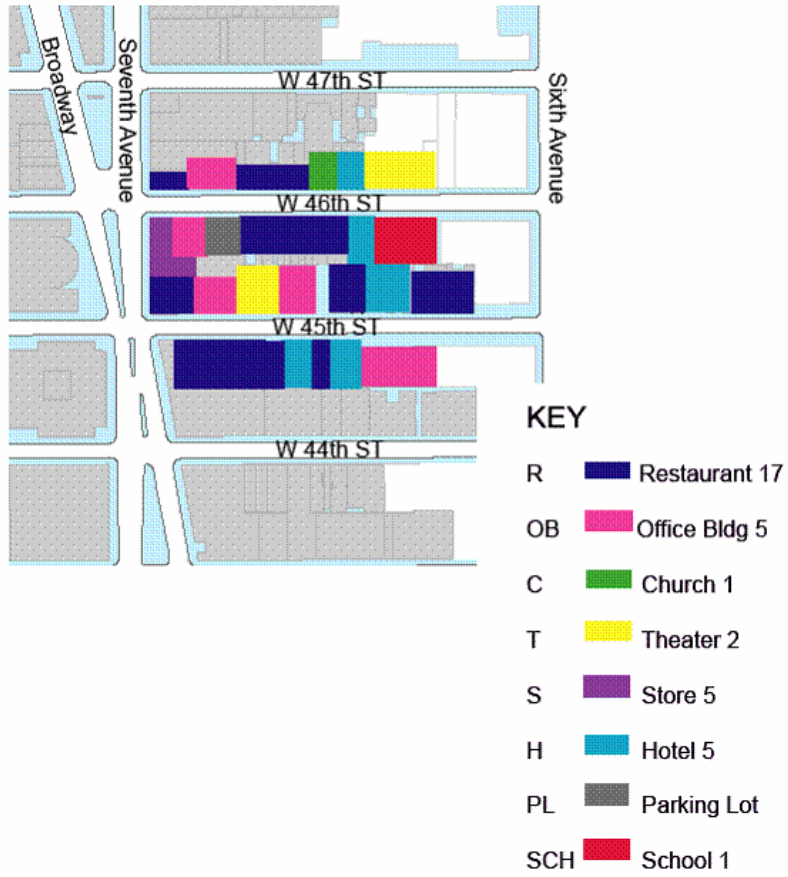 W 47th ST
Broadway
Seventh Avenue
Sixth Avenue
W 46th ST
W 45th ST
W 44th ST
KEY
R Restaurant 17
OB Office Bldg 5
C Church 1
T Theater 2
S Store 5
H Hotel 5
PL Parking Lot
SCH School 1